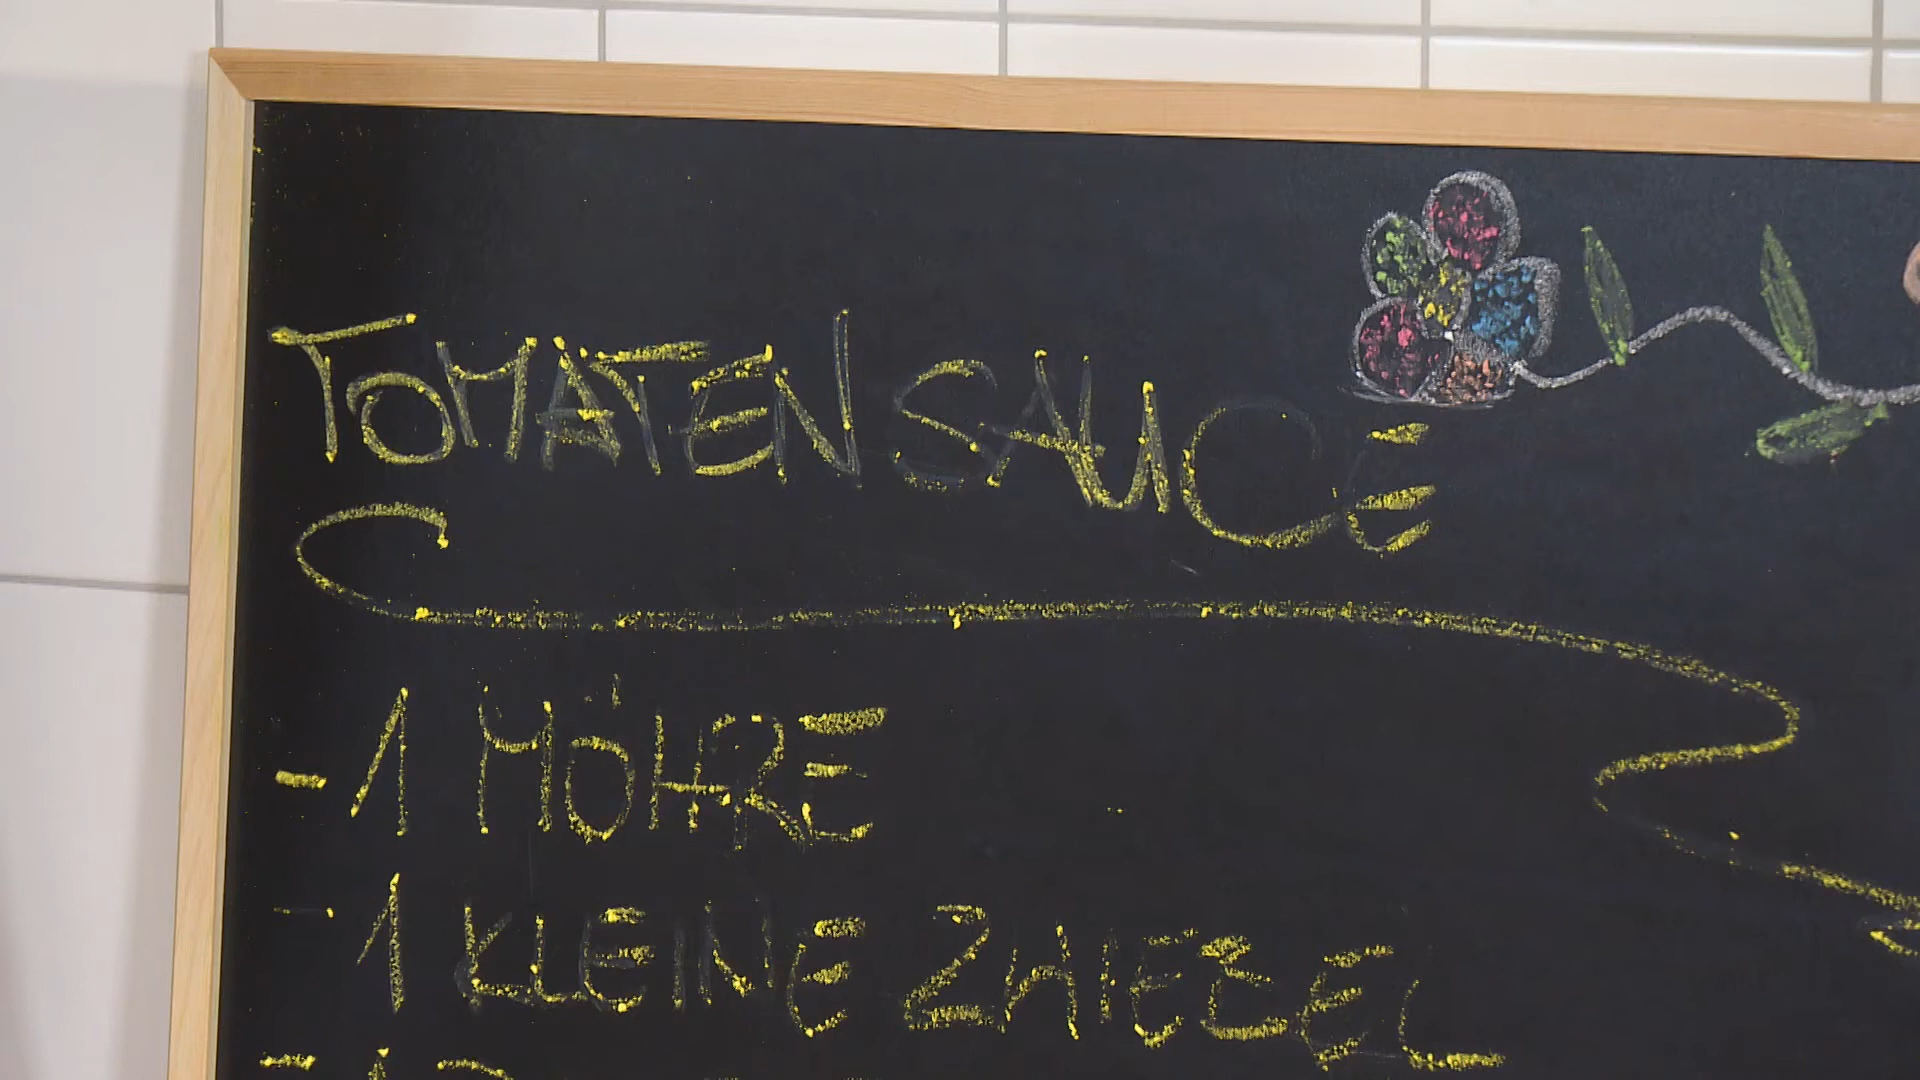 TOMATENSAUCE
- 1 MÖHRE
- 1 KLEINE ZWIEBEL